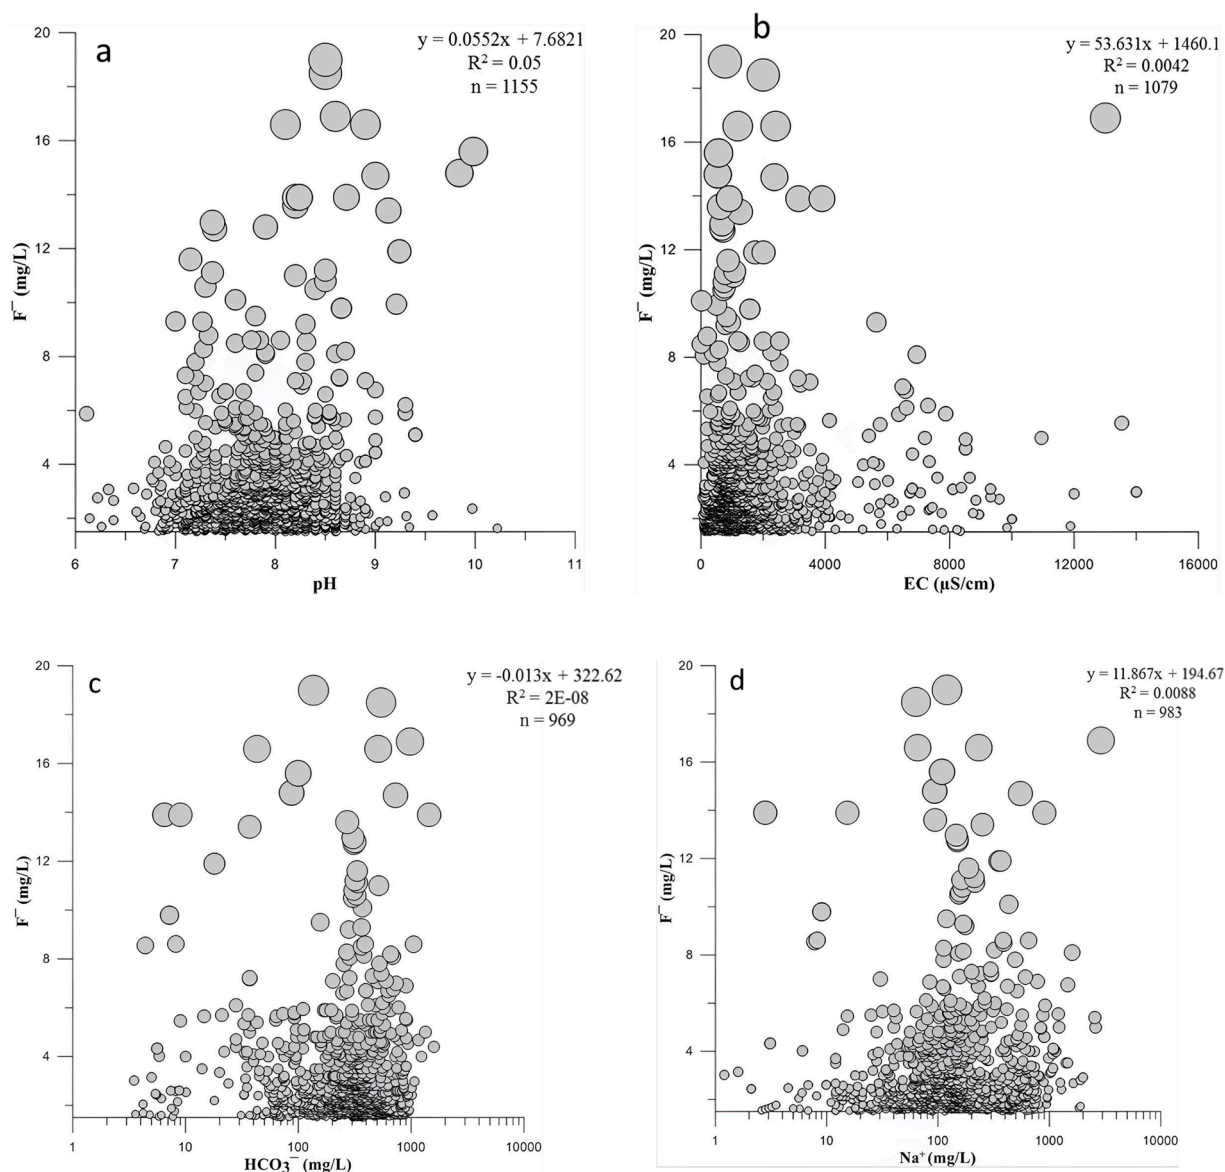 a
y = 0.0552x + 7.6821
R² = 0.05
n = 1155
20
16
12
8
4
F⁻ (mg/L)
6 7 8 9 10 11
pH
b
y = 53.631x + 1460.1
R² = 0.0042
n = 1079
20
16
12
8
4
F⁻ (mg/L)
0 4000 8000 12000 16000
EC (µS/cm)
c
y = -0.013x + 322.62
R² = 2E-08
n = 969
20
16
12
8
4
F⁻ (mg/L)
1 10 100 1000 10000
HCO₃⁻ (mg/L)
d
y = 11.867x + 194.67
R² = 0.0088
n = 983
20
16
12
8
4
F⁻ (mg/L)
1 10 100 1000 10000
Na⁺ (mg/L)